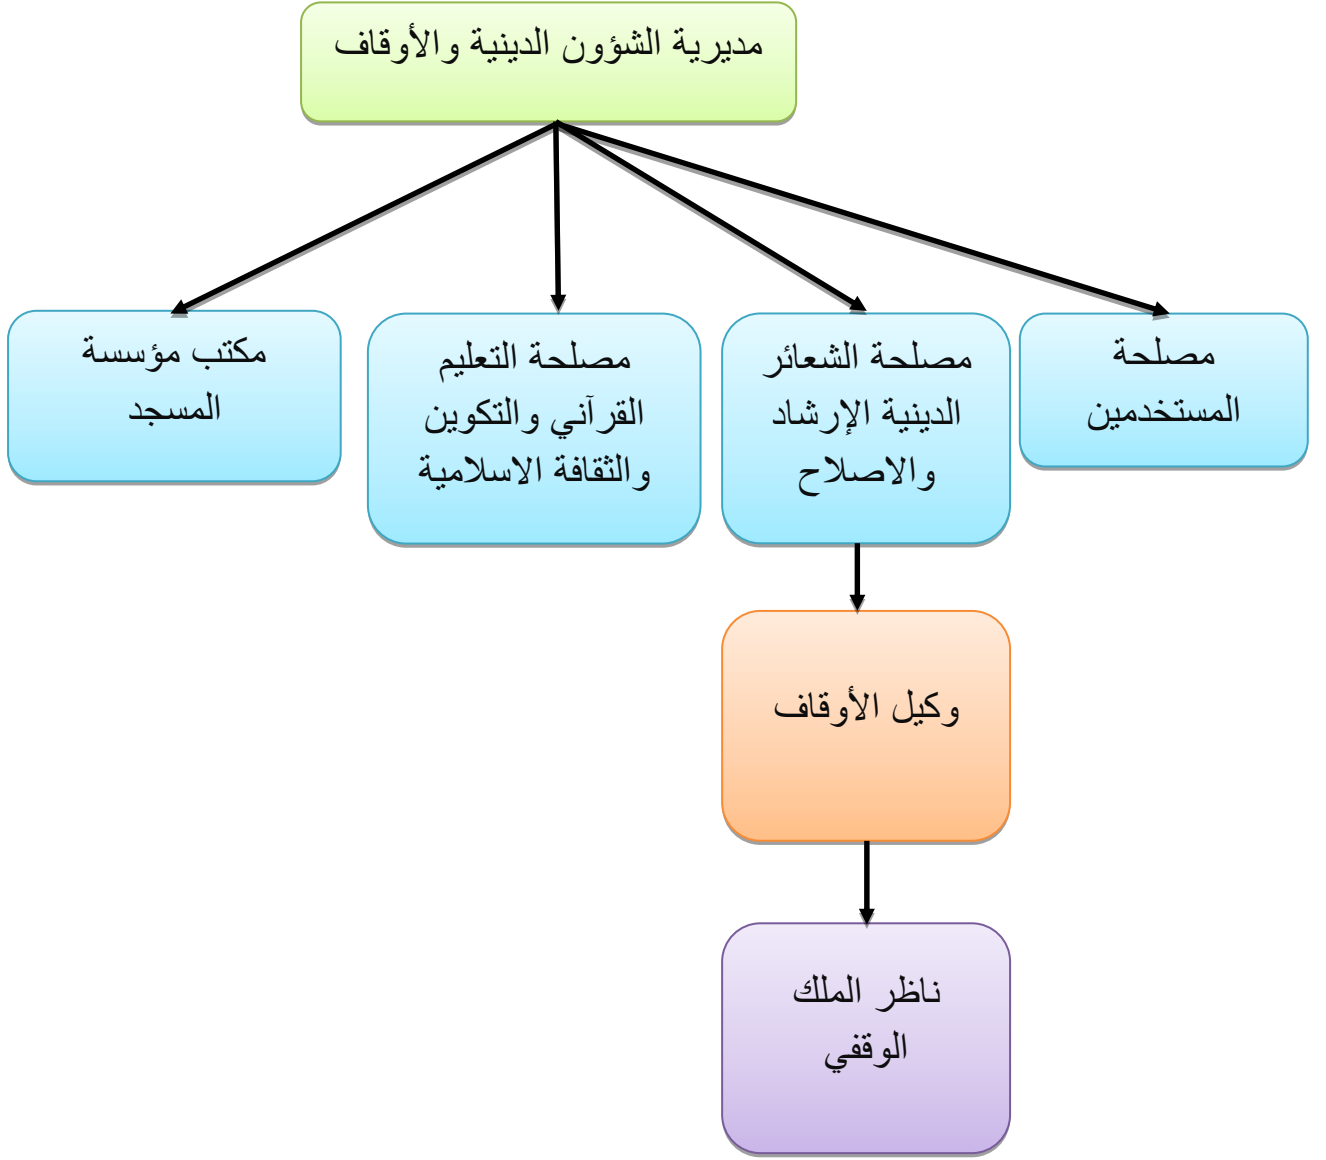 مديرية الشؤون الدينية والأوقاف
مصلحة
المستخدمين
مصلحة الشعائر
الدينية الإرشاد
والاصلاح
مصلحة التعليم
القرآني والتكوين
والثقافة الاسلامية
مكتب مؤسسة
المسجد
وكيل الأوقاف
ناظر الملك
الوقفي